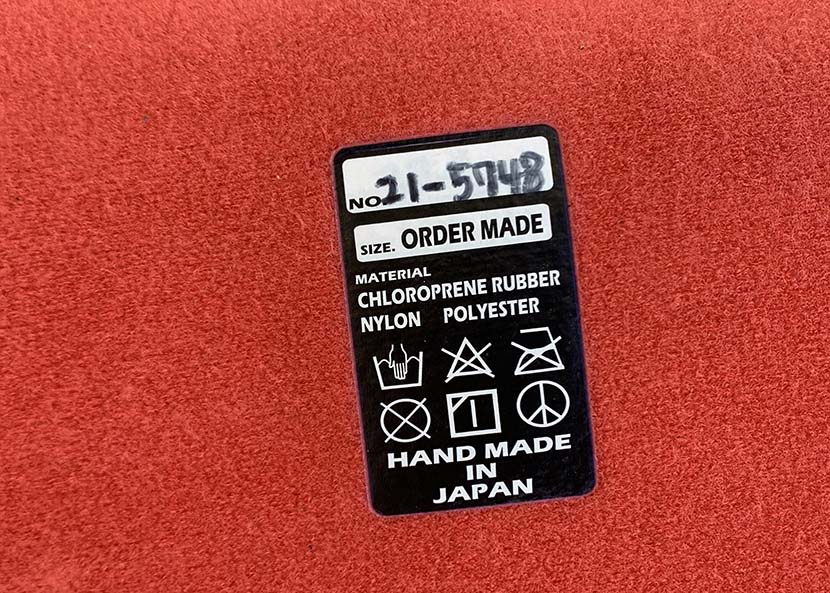 NO. 21-5748
SIZE. ORDER MADE
MATERIAL
CHLOROPRENE RUBBER
NYLON POLYESTER
HAND MADE
IN
JAPAN